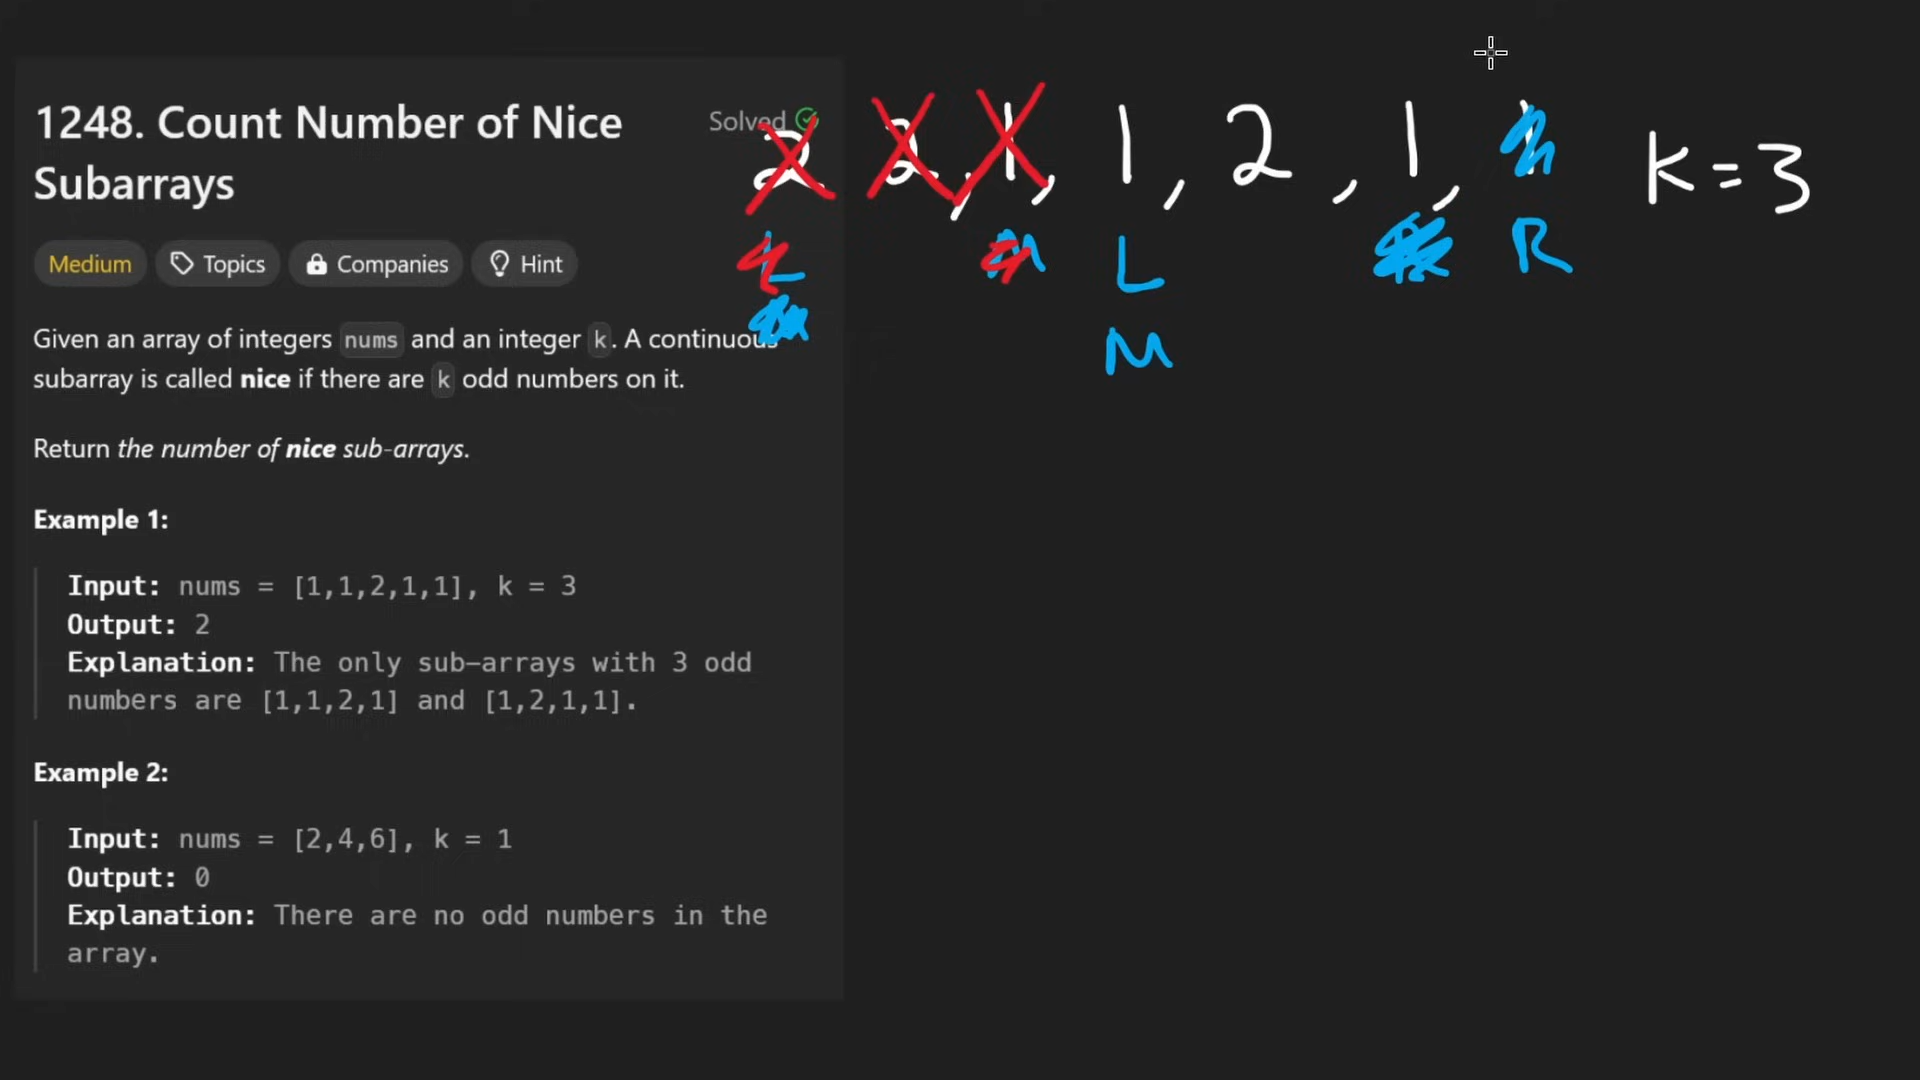 1248. Count Number of Nice Subarrays
Solved
Medium
Topics
Companies
Hint
Given an array of integers nums and an integer k. A continuous
subarray is called nice if there are k odd numbers on it.
Return the number of nice sub-arrays.
Example 1:
Input: nums = [1,1,2,1,1], k = 3
Output: 2
Explanation: The only sub-arrays with 3 odd
numbers are [1,1,2,1] and [1,2,1,1].
Example 2:
Input: nums = [2,4,6], k = 1
Output: 0
Explanation: There are no odd numbers in the
array.
2 2, 1, 1, 2, 1, 1 K=3
L R
M